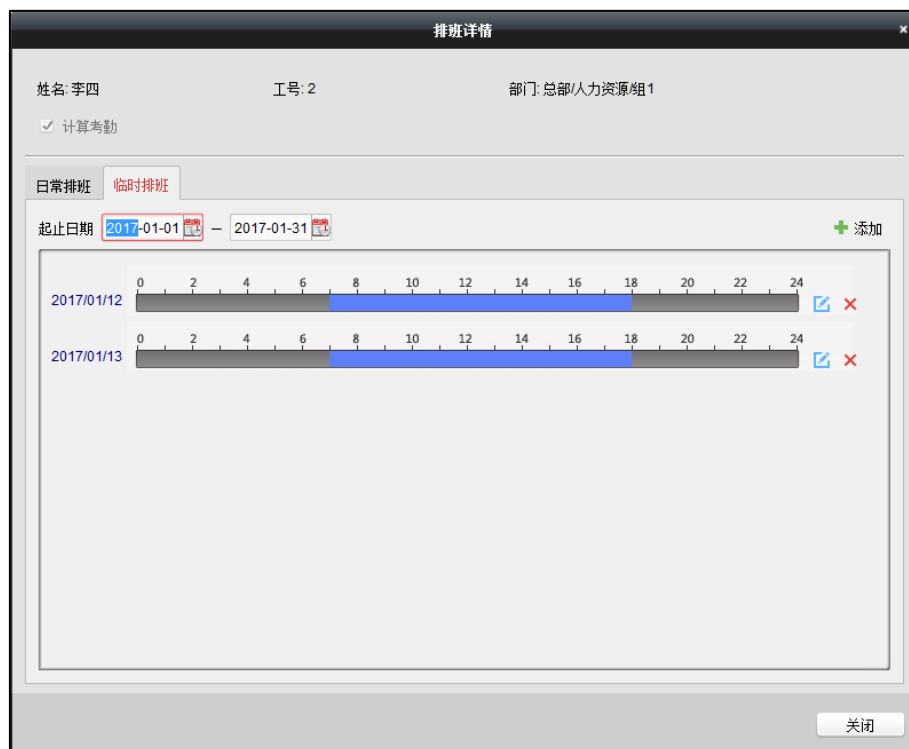 排班详情
姓名: 李四 工号: 2 部门: 总部/人力资源/组1
计算考勤
日常排班 临时排班
起止日期 2017-01-01 – 2017-01-31 添加
0 2 4 6 8 10 12 14 16 18 20 22 24
2017/01/12
0 2 4 6 8 10 12 14 16 18 20 22 24
2017/01/13
关闭